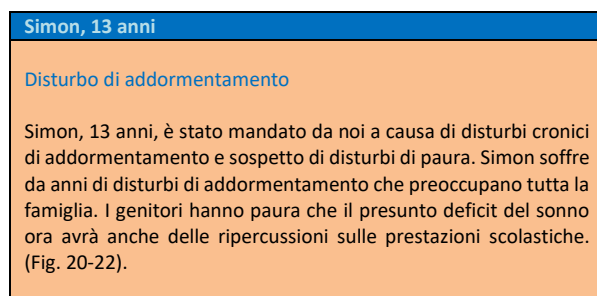 Simon, 13 anni
Disturbo di addormentamento
Simon, 13 anni, è stato mandato da noi a causa di disturbi cronici
di addormentamento e sospetto di disturbi di paura. Simon soffre
da anni di disturbi di addormentamento che preoccupano tutta la
famiglia. I genitori hanno paura che il presunto deficit del sonno
ora avrà anche delle ripercussioni sulle prestazioni scolastiche.
(Fig. 20-22).